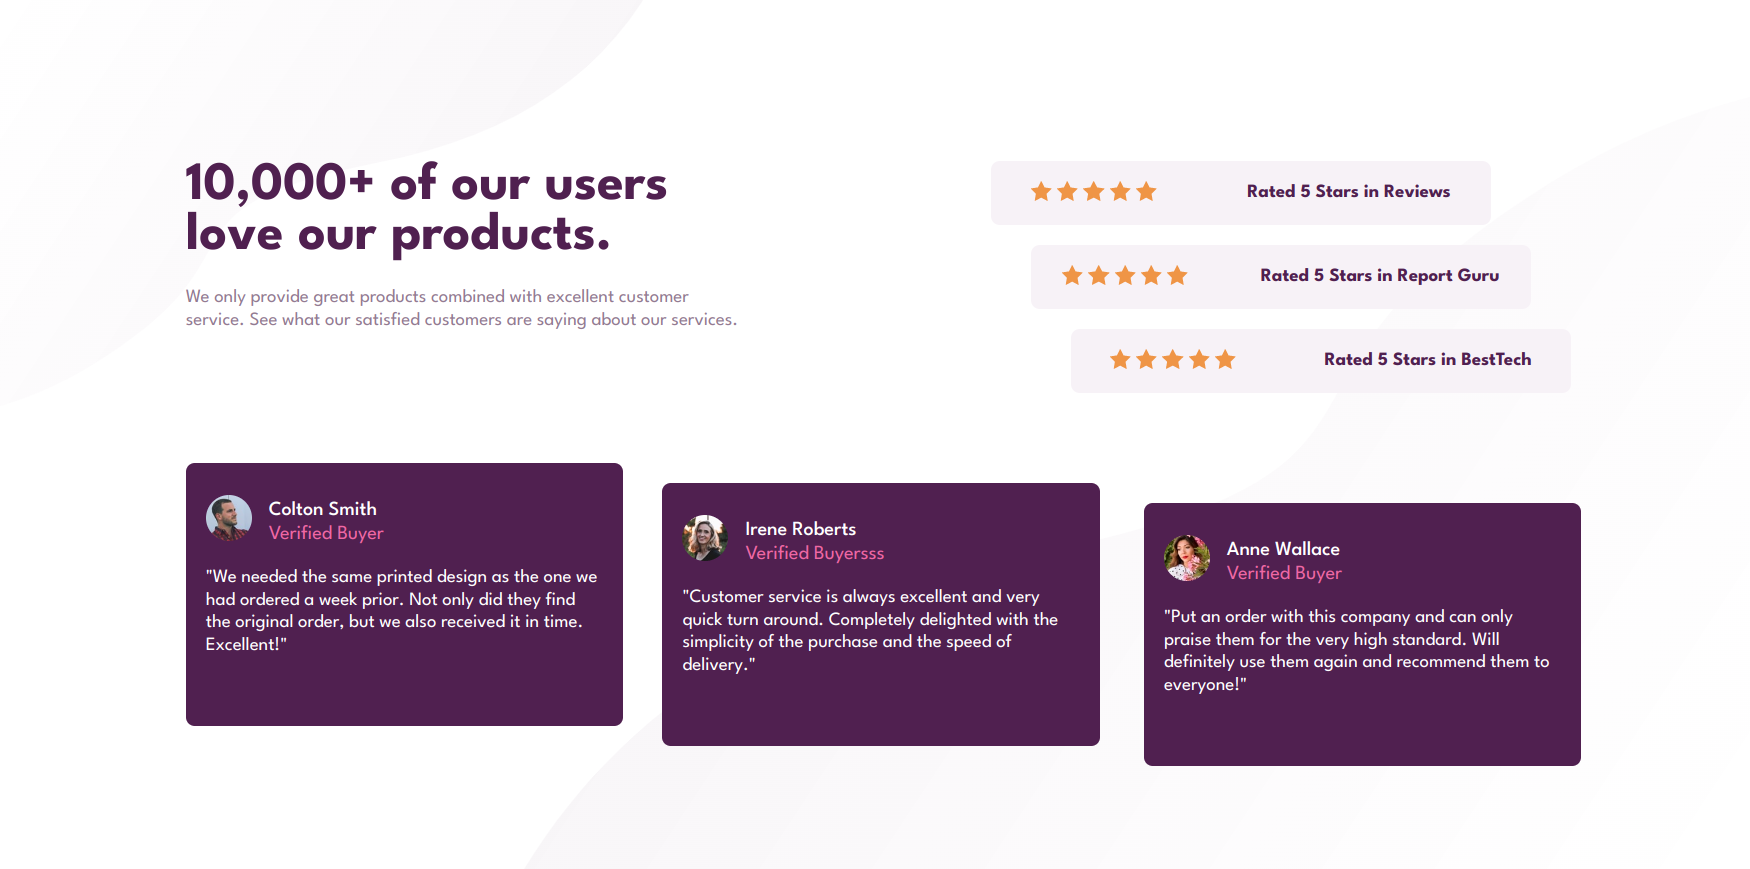 10,000+ of our users
love our products.
We only provide great products combined with excellent customer
service. See what our satisfied customers are saying about our services.
Rated 5 Stars in Reviews
Rated 5 Stars in Report Guru
Rated 5 Stars in BestTech
Colton Smith
Verified Buyer
"We needed the same printed design as the one we
had ordered a week prior. Not only did they find
the original order, but we also received it in time.
Excellent!"
Irene Roberts
Verified Buyersss
"Customer service is always excellent and very
quick turn around. Completely delighted with the
simplicity of the purchase and the speed of
delivery."
Anne Wallace
Verified Buyer
"Put an order with this company and can only
praise them for the very high standard. Will
definitely use them again and recommend them to
everyone!"